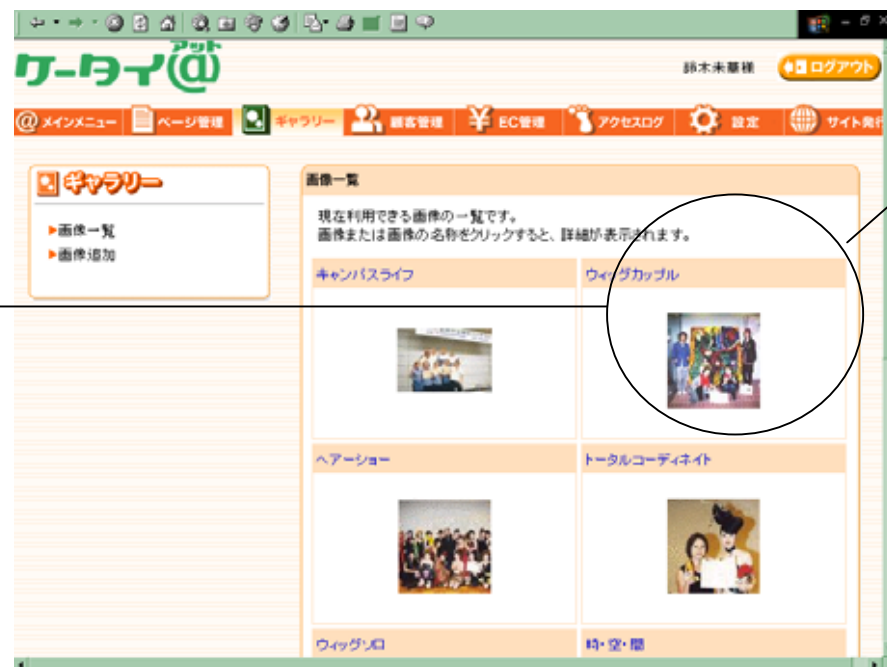 アット
ケータイ@
鈴木未華様
ログアウト
メインメニュー
ページ管理
ギャラリー
顧客管理
EC管理
アクセスログ
設定
サイト発行
ギャラリー
画像一覧
画像追加
画像一覧
現在利用できる画像の一覧です。
画像または画像の名称をクリックすると、詳細が表示されます。
キャンパスライフ
ウィッグカップル
ヘアーショー
トータルコーディネイト
ウィッグソロ
時・空・間